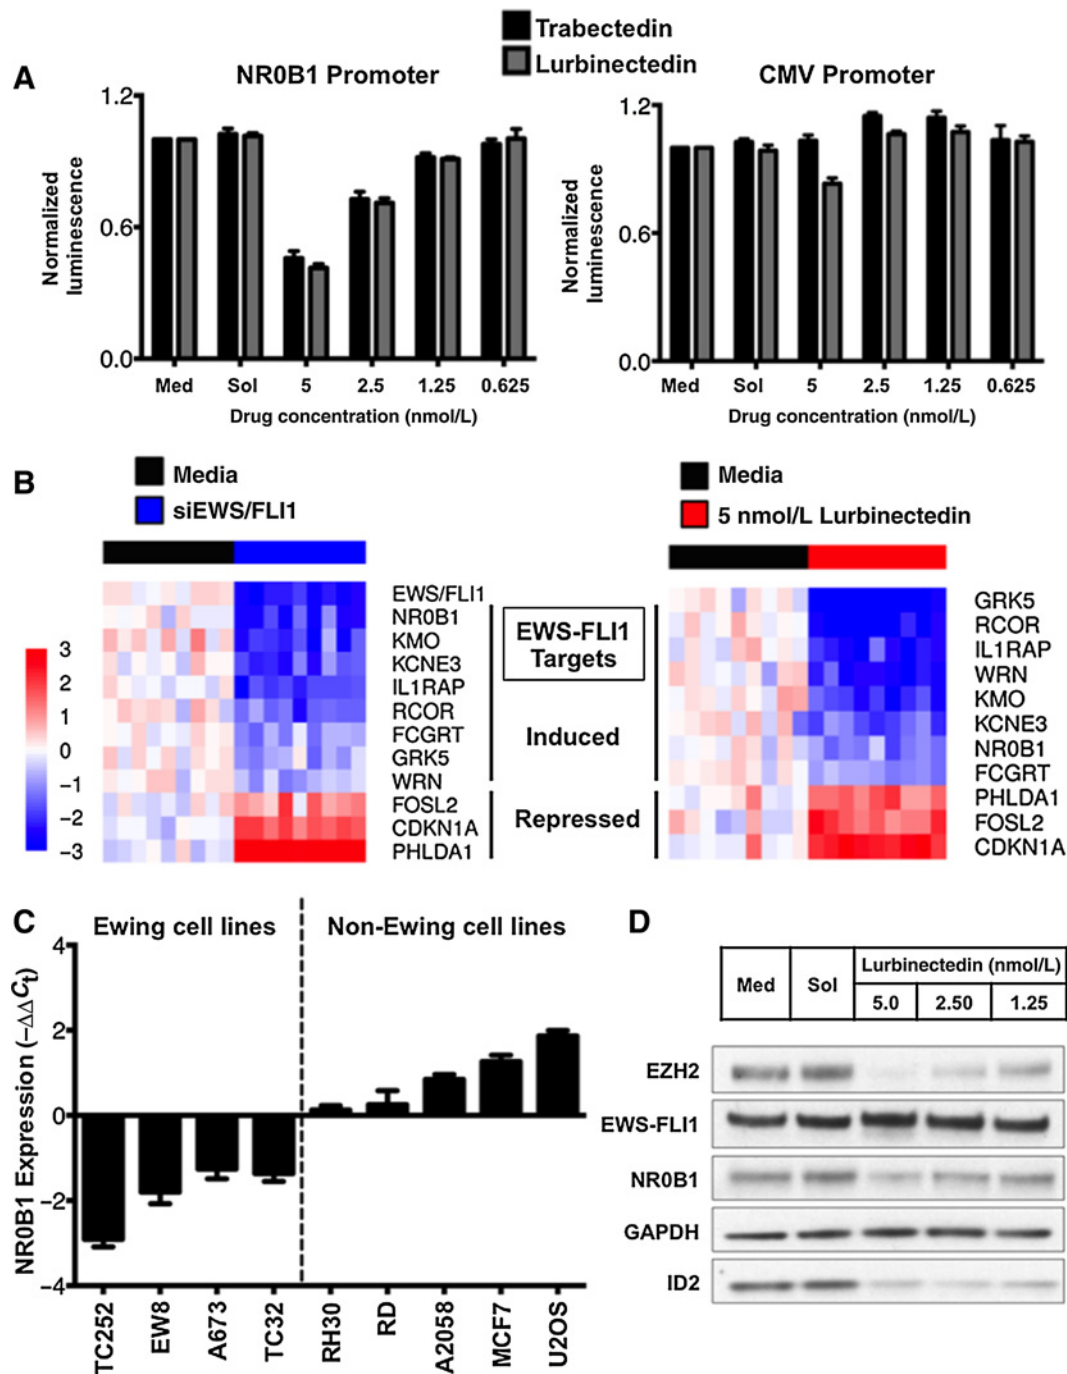 Trabectedin
Lurbinectedin
A
NR0B1 Promoter
CMV Promoter
Normalized
luminescence
1.2
0.6
0.0
Med Sol 5 2.5 1.25 0.625
Drug concentration (nmol/L)
Normalized
luminescence
1.2
0.6
0.0
Med Sol 5 2.5 1.25 0.625
Drug concentration (nmol/L)
B
Media
siEWS/FLI1
Media
5 nmol/L Lurbinectedin
3
2
1
0
−1
−2
−3
EWS/FLI1
NR0B1
KMO
KCNE3
IL1RAP
RCOR
FCGRT
GRK5
WRN
FOSL2
CDKN1A
PHLDA1
EWS-FLI1
Targets
Induced
Repressed
GRK5
RCOR
IL1RAP
WRN
KMO
KCNE3
NR0B1
FCGRT
PHLDA1
FOSL2
CDKN1A
C
Ewing cell lines
Non-Ewing cell lines
NR0B1 Expression (−ΔΔCt)
4
2
0
−2
−4
TC252
EW8
A673
TC32
RH30
RD
A2058
MCF7
U2OS
D
Med
Sol
Lurbinectedin (nmol/L)
5.0 2.50 1.25
EZH2
EWS-FLI1
NR0B1
GAPDH
ID2